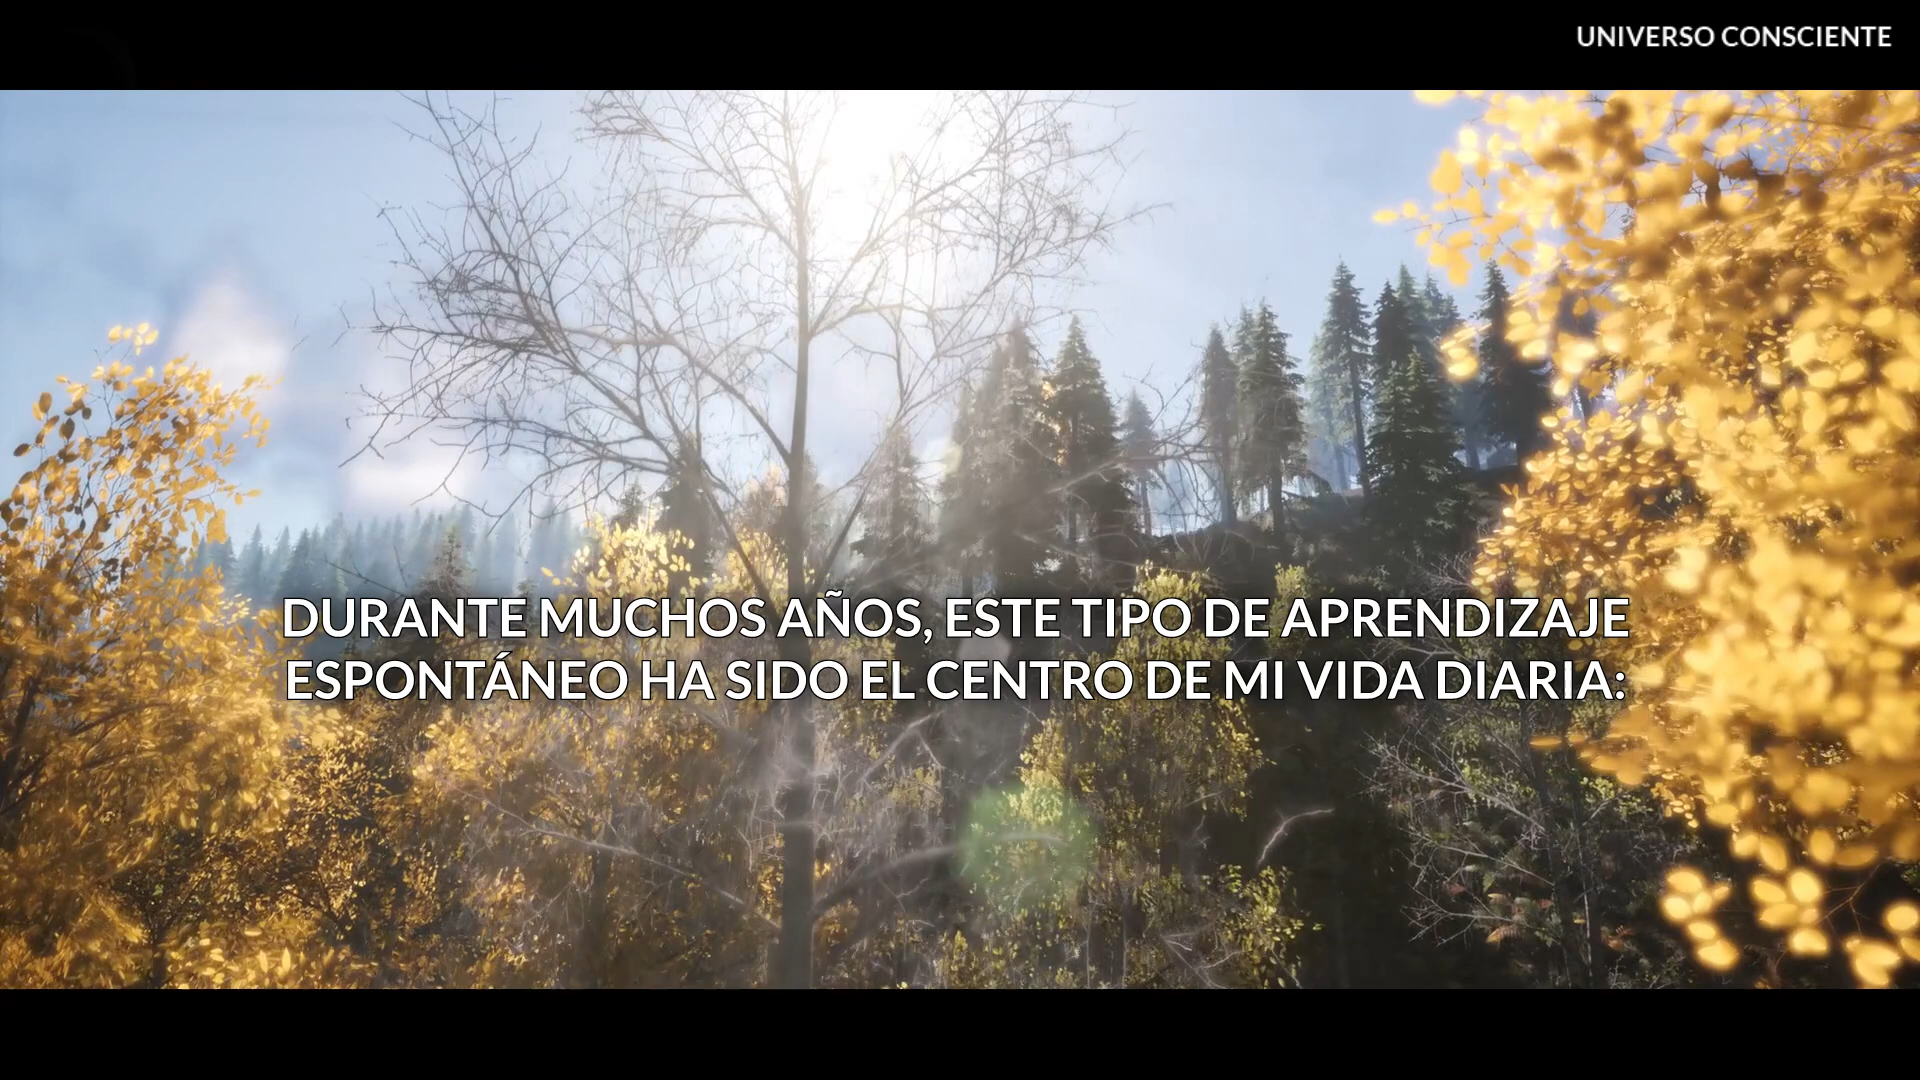 UNIVERSO CONSCIENTE
DURANTE MUCHOS AÑOS, ESTE TIPO DE APRENDIZAJE
ESPONTÁNEO HA SIDO EL CENTRO DE MI VIDA DIARIA: